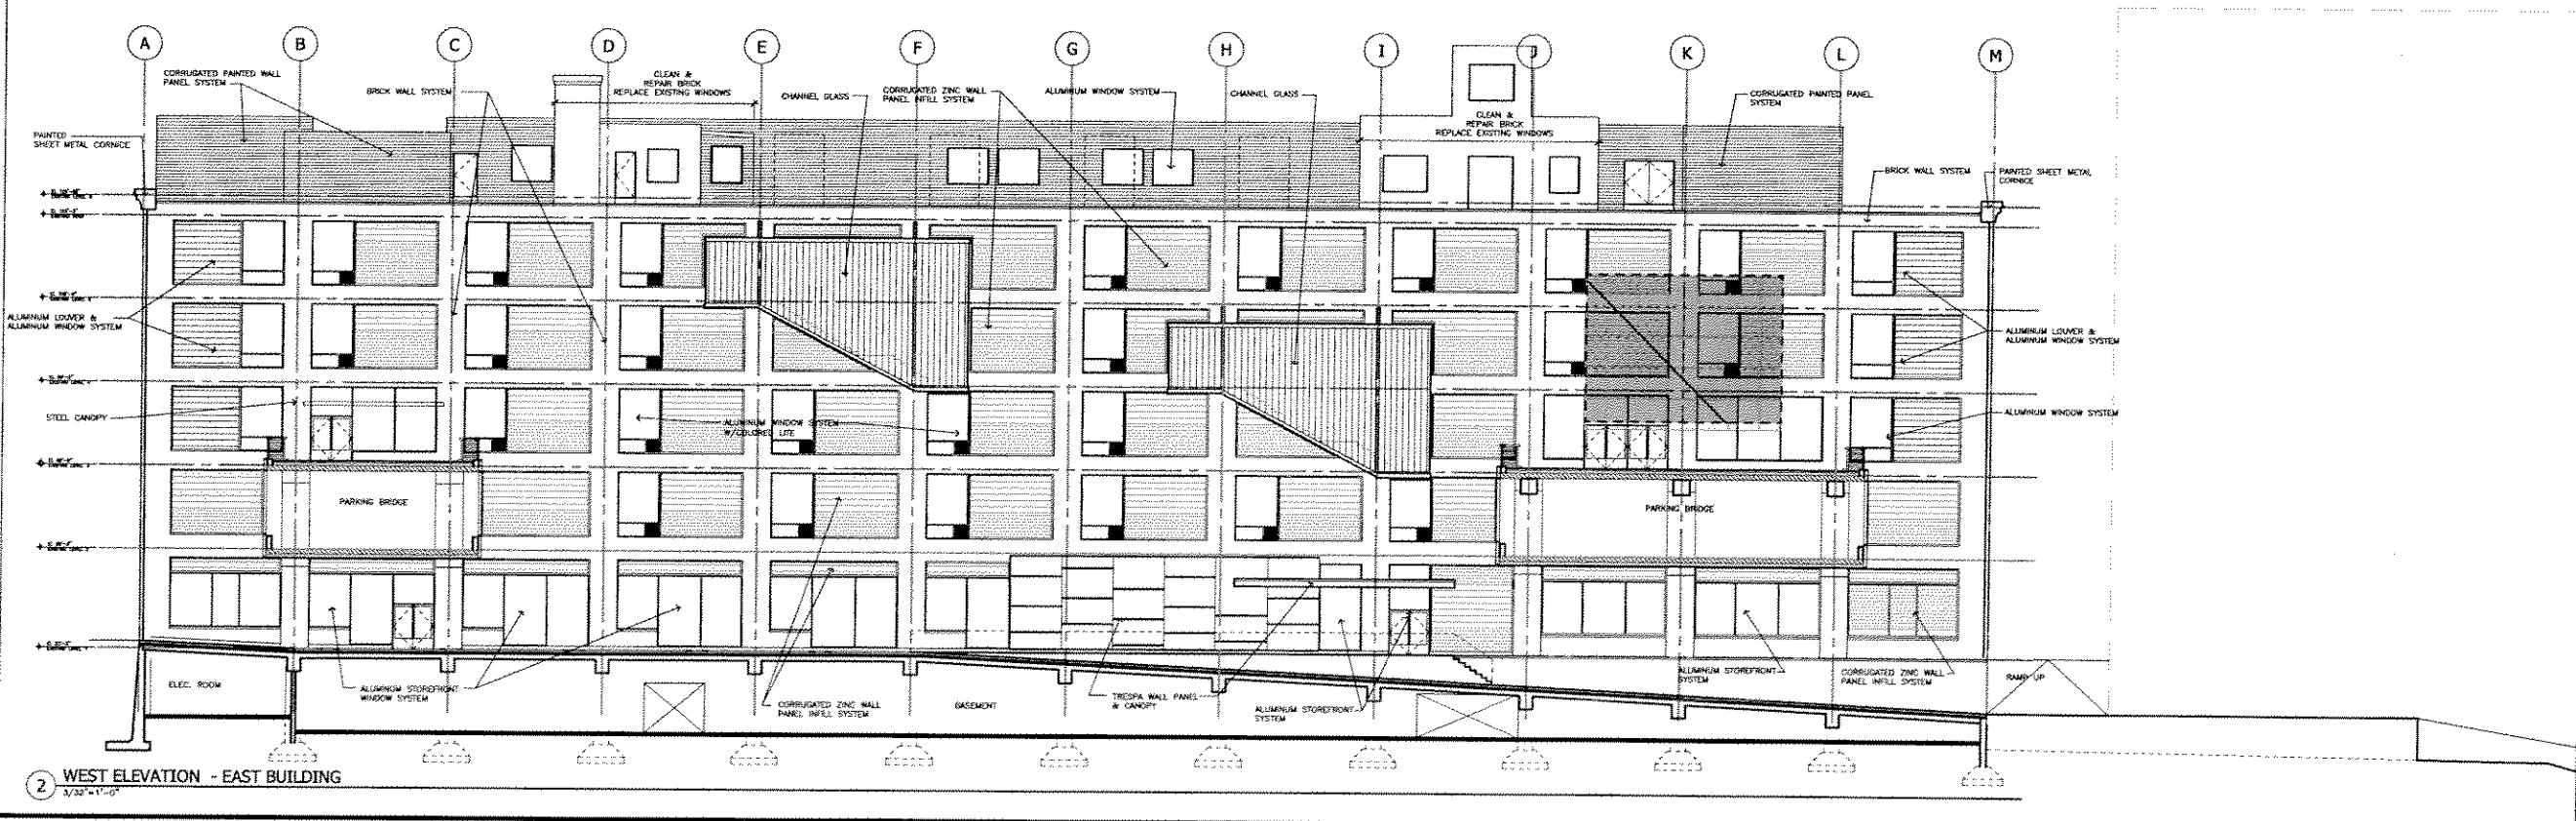 A
B
C
D
E
F
G
H
I
J
K
L
M
CORRUGATED PAINTED WALL
PANEL SYSTEM
BRICK WALL SYSTEM
CLEAN &
REPAIR BRICK
REPLACE EXISTING WINDOWS
CHANNEL GLASS
CORRUGATED ZINC WALL
PANEL INFILL SYSTEM
ALUMINUM WINDOW SYSTEM
CHANNEL GLASS
CLEAN &
REPAIR BRICK
REPLACE EXISTING WINDOWS
CORRUGATED PAINTED PANEL
SYSTEM
PAINTED
SHEET METAL CORNICE
BRICK WALL SYSTEM
PAINTED SHEET METAL
CORNICE
ALUMINUM LOUVER &
ALUMINUM WINDOW SYSTEM
ALUMINUM LOUVER &
ALUMINUM WINDOW SYSTEM
STEEL CANOPY
ALUMINUM WINDOW SYSTEM
W/COLORED LITE
ALUMINUM WINDOW SYSTEM
PARKING BRIDGE
PARKING BRIDGE
ELEC. ROOM
ALUMINUM STOREFRONT
WINDOW SYSTEM
CORRUGATED ZINC WALL
PANEL INFILL SYSTEM
BASEMENT
TRESPA WALL PANEL
& CANOPY
ALUMINUM STOREFRONT
SYSTEM
ALUMINUM STOREFRONT
SYSTEM
CORRUGATED ZINC WALL
PANEL INFILL SYSTEM
RAMP UP
2
WEST ELEVATION - EAST BUILDING
3/32"=1'-0"